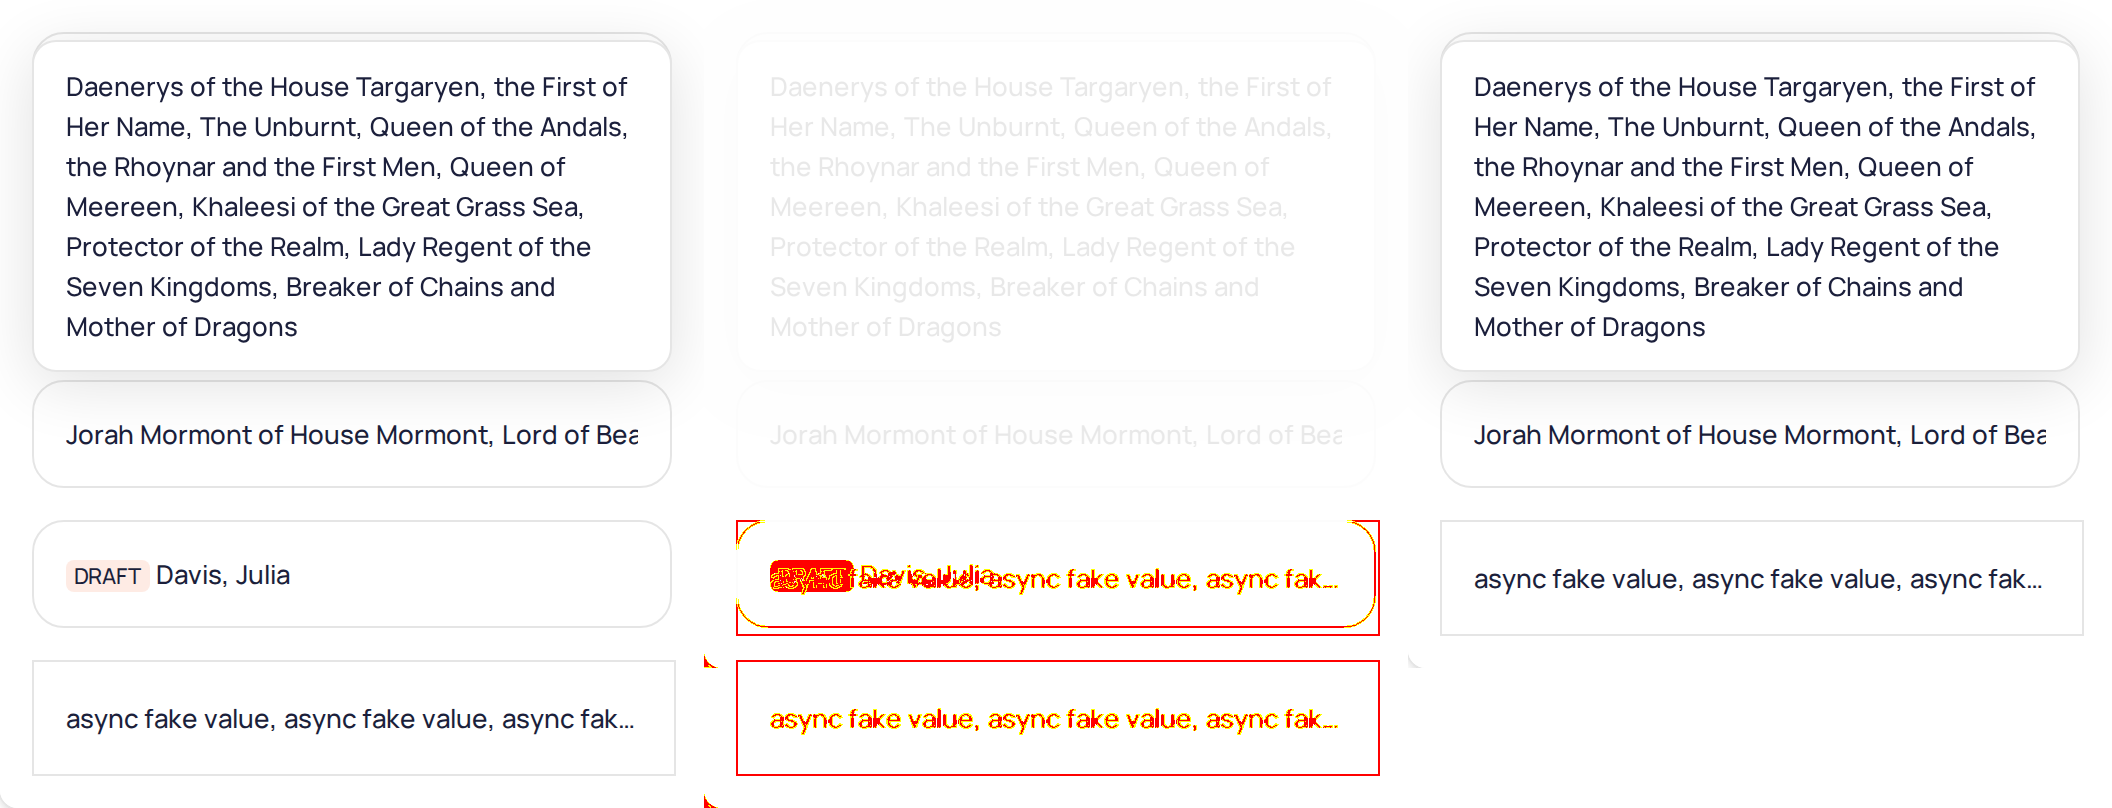 Daenerys of the House Targaryen, the First of
Her Name, The Unburnt, Queen of the Andals,
the Rhoynar and the First Men, Queen of
Meereen, Khaleesi of the Great Grass Sea,
Protector of the Realm, Lady Regent of the
Seven Kingdoms, Breaker of Chains and
Mother of Dragons
Jorah Mormont of House Mormont, Lord of Bea
DRAFT Davis, Julia
async fake value, async fake value, async fak...
Daenerys of the House Targaryen, the First of
Her Name, The Unburnt, Queen of the Andals,
the Rhoynar and the First Men, Queen of
Meereen, Khaleesi of the Great Grass Sea,
Protector of the Realm, Lady Regent of the
Seven Kingdoms, Breaker of Chains and
Mother of Dragons
Jorah Mormont of House Mormont, Lord of Bea
DRAFT Davis, Julia
async fake value, async fake value, async fak...
async fake value, async fake value, async fak...
Daenerys of the House Targaryen, the First of
Her Name, The Unburnt, Queen of the Andals,
the Rhoynar and the First Men, Queen of
Meereen, Khaleesi of the Great Grass Sea,
Protector of the Realm, Lady Regent of the
Seven Kingdoms, Breaker of Chains and
Mother of Dragons
Jorah Mormont of House Mormont, Lord of Bea
async fake value, async fake value, async fak...